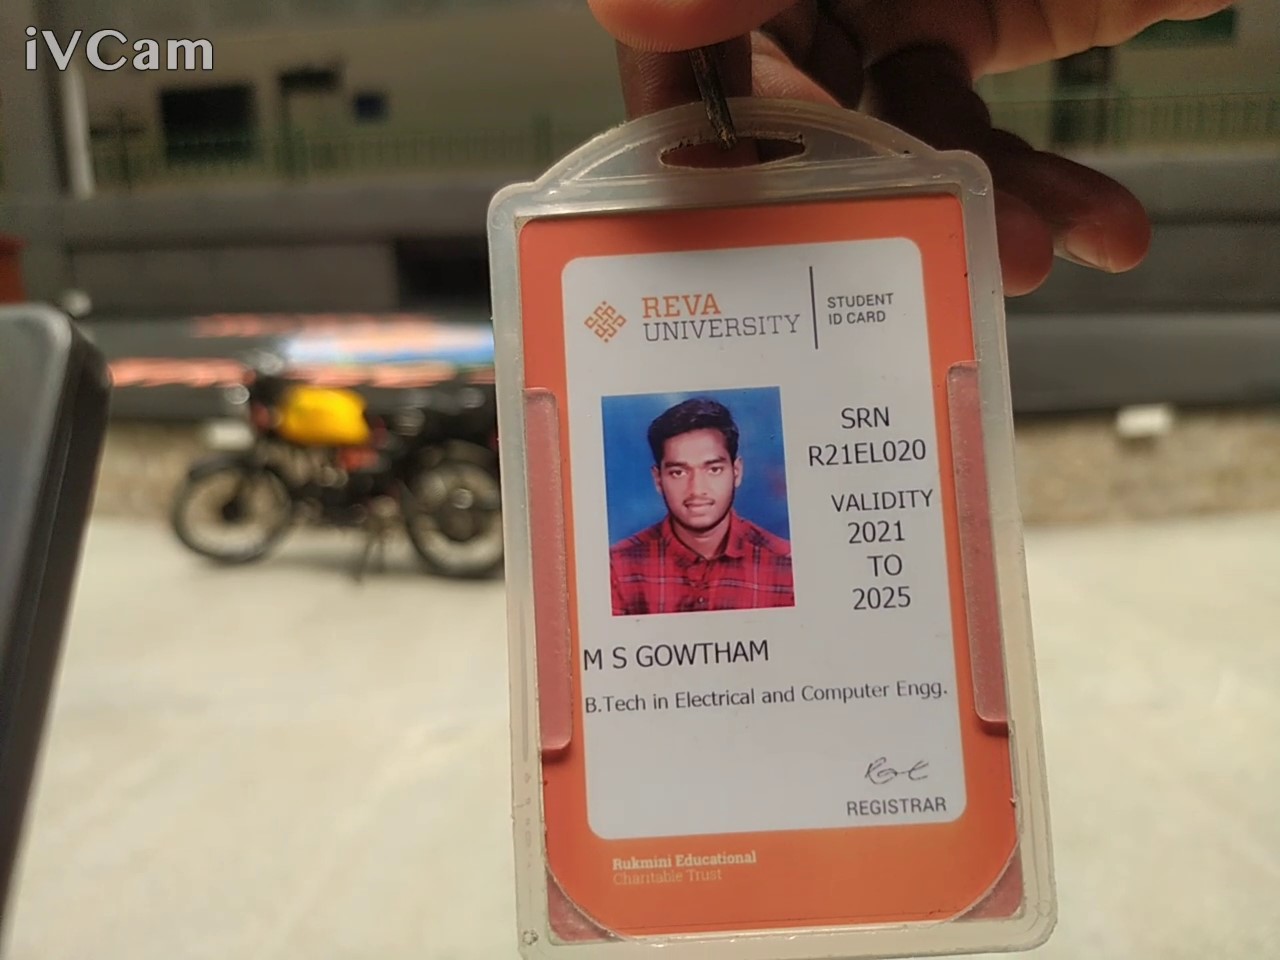 iVCam
REVA
UNIVERSITY
STUDENT
ID CARD
SRN
R21EL020
VALIDITY
2021
TO
2025
M S GOWTHAM
B.Tech in Electrical and Computer Engg.
REGISTRAR
Rukmini Educational
Charitable Trust